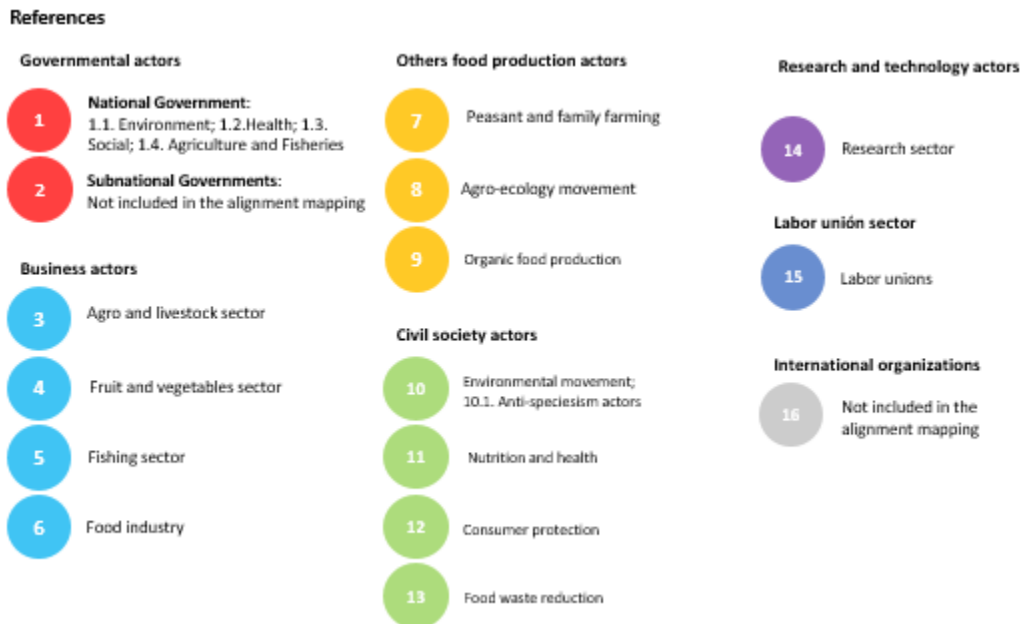 References
Governmental actors
1
National Government:
1.1. Environment; 1.2.Health; 1.3.
Social; 1.4. Agriculture and Fisheries
2
Subnational Governments:
Not included in the alignment mapping
Business actors
3
Agro and livestock sector
4
Fruit and vegetables sector
5
Fishing sector
6
Food industry
Others food production actors
7
Peasant and family farming
8
Agro-ecology movement
9
Organic food production
Civil society actors
10
Environmental movement;
10.1. Anti-speciesism actors
11
Nutrition and health
12
Consumer protection
13
Food waste reduction
Research and technology actors
14
Research sector
Labor unión sector
15
Labor unions
International organizations
16
Not included in the
alignment mapping